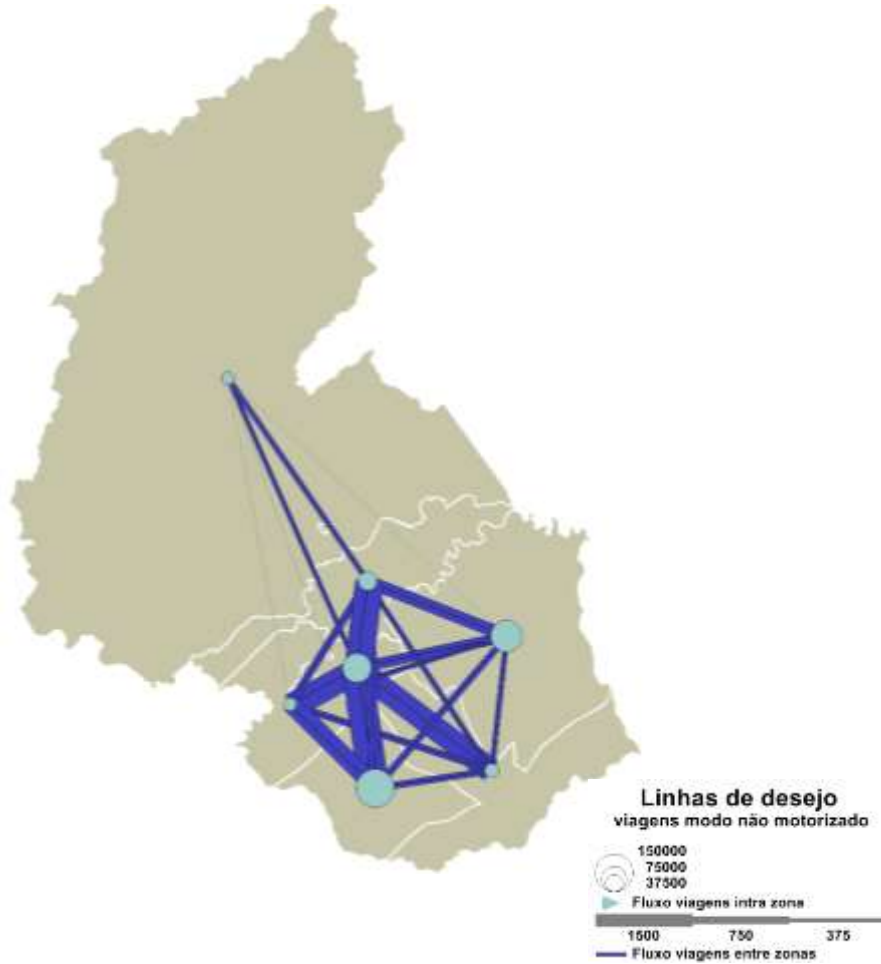 Linhas de desejo
viagens modo não motorizado
150000
75000
37500
Fluxo viagens intra zona
1500 750 375
Fluxo viagens entre zonas